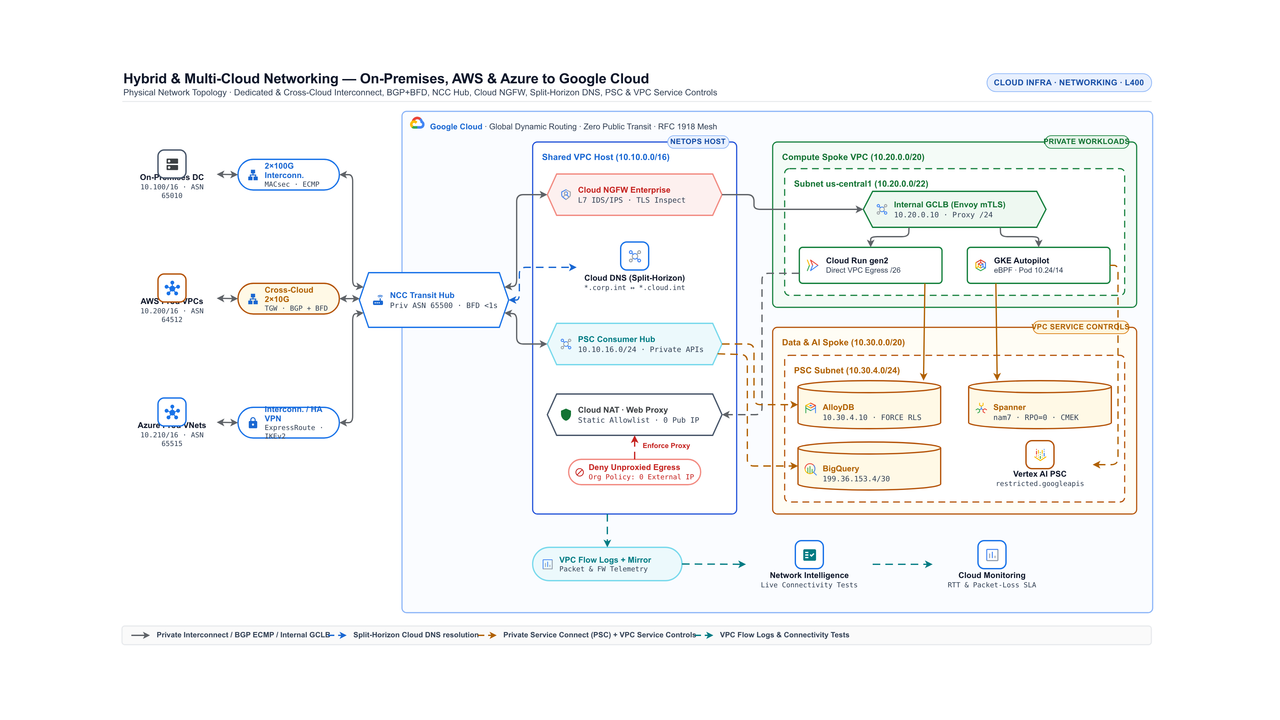 Hybrid & Multi-Cloud Networking — On-Premises, AWS & Azure to Google Cloud
Physical Network Topology · Dedicated & Cross-Cloud Interconnect, BGP+BFD, NCC Hub, Cloud NGFW, Split-Horizon DNS, PSC & VPC Service Controls
CLOUD INFRA · NETWORKING · L400
Google Cloud · Global Dynamic Routing · Zero Public Transit · RFC 1918 Mesh
On-Premises DC
10.100/16 · ASN
65010
2×100G
Interconn.
MACsec · ECMP
AWS Prod VPCs
10.200/16 · ASN
64512
Cross-Cloud
2×10G
TGW · BGP + BFD
Azure Prod VNets
10.210/16 · ASN
65515
Interconn. / HA
VPN
ExpressRoute ·
IKEv2
NCC Transit Hub
Priv ASN 65500 · BFD <1s
NETOPS HOST
Shared VPC Host (10.10.0.0/16)
Cloud NGFW Enterprise
L7 IDS/IPS · TLS Inspect
Cloud DNS (Split-Horizon)
*.corp.int ↔ *.cloud.int
PSC Consumer Hub
10.10.16.0/24 · Private APIs
Cloud NAT · Web Proxy
Static Allowlist · 0 Pub IP
Enforce Proxy
Deny Unproxied Egress
Org Policy: 0 External IP
PRIVATE WORKLOADS
Compute Spoke VPC (10.20.0.0/20)
Subnet us-central1 (10.20.0.0/22)
Internal GCLB (Envoy mTLS)
10.20.0.10 · Proxy /24
Cloud Run gen2
Direct VPC Egress /26
GKE Autopilot
eBPF · Pod 10.24/14
VPC SERVICE CONTROLS
Data & AI Spoke (10.30.0.0/20)
PSC Subnet (10.30.4.0/24)
AlloyDB
10.30.4.10 · FORCE RLS
Spanner
nam7 · RPO=0 · CMEK
BigQuery
199.36.153.4/30
Vertex AI PSC
restricted.googleapis
VPC Flow Logs + Mirror
Packet & FW Telemetry
Network Intelligence
Live Connectivity Tests
Cloud Monitoring
RTT & Packet-Loss SLA
Private Interconnect / BGP ECMP / Internal GCLB
Split-Horizon Cloud DNS resolution
Private Service Connect (PSC) + VPC Service Controls
VPC Flow Logs & Connectivity Tests